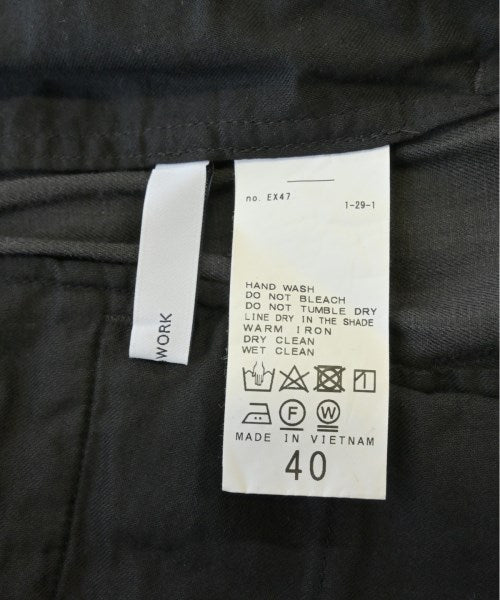 WORK
no. EX47 1-29-1
HAND WASH
DO NOT BLEACH
DO NOT TUMBLE DRY
LINE DRY IN THE SHADE
WARM IRON
DRY CLEAN
WET CLEAN
F W
MADE IN VIETNAM
40